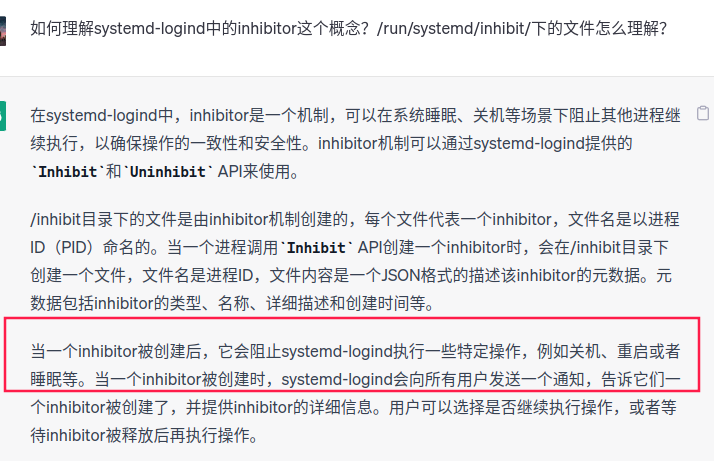 如何理解systemd-logind中的inhibitor这个概念？/run/systemd/inhibit/下的文件怎么理解？
在systemd-logind中，inhibitor是一个机制，可以在系统睡眠、关机等场景下阻止其他进程继
续执行，以确保操作的一致性和安全性。inhibitor机制可以通过systemd-logind提供的
`Inhibit`和`Uninhibit` API来使用。
/inhibit目录下的文件是由inhibitor机制创建的，每个文件代表一个inhibitor，文件名是以进程
ID（PID）命名的。当一个进程调用`Inhibit` API创建一个inhibitor时，会在/inhibit目录下
创建一个文件，文件名是进程ID，文件内容是一个JSON格式的描述该inhibitor的元数据。元
数据包括inhibitor的类型、名称、详细描述和创建时间等。
当一个inhibitor被创建后，它会阻止systemd-logind执行一些特定操作，例如关机、重启或者
睡眠等。当一个inhibitor被创建时，systemd-logind会向所有用户发送一个通知，告诉它们一
个inhibitor被创建了，并提供inhibitor的详细信息。用户可以选择是否继续执行操作，或者等
待inhibitor被释放后再执行操作。